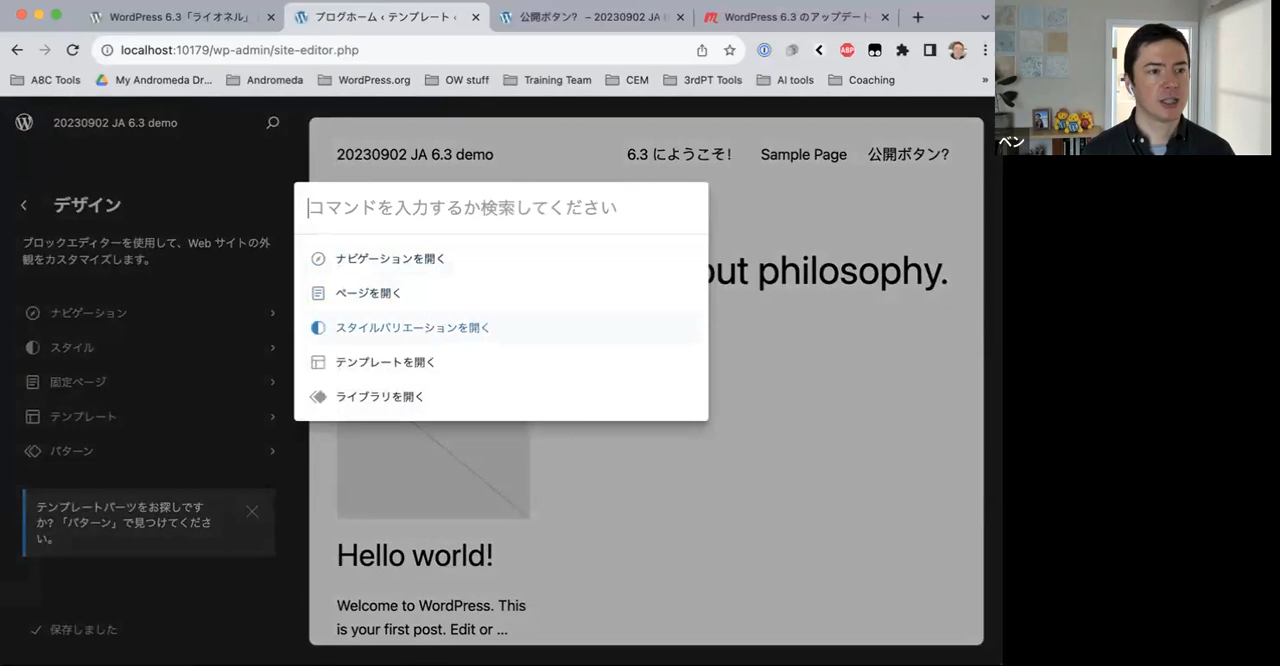 WordPress 6.3「ライオネル」
ブログホーム ‹ テンプレート ‹
公開ボタン? – 20230902 JA
WordPress 6.3 のアップデート
localhost:10179/wp-admin/site-editor.php
ABP
A8C Tools
My Andromeda Dr...
Andromeda
WordPress.org
OW stuff
Training Team
CEM
3rdPT Tools
AI tools
Coaching
»
20230902 JA 6.3 demo
デザイン
ブロックエディターを使用して、Web サイトの外
観をカスタマイズします。
ナビゲーション
スタイル
固定ページ
テンプレート
パターン
テンプレートパーツをお探しです
か? 「パターン」で見つけてくださ
い。
保存しました
20230902 JA 6.3 demo
6.3 にようこそ!
Sample Page
公開ボタン?
コマンドを入力するか検索してください
ナビゲーションを開く
ページを開く
スタイルバリエーションを開く
テンプレートを開く
ライブラリを開く
out philosophy.
Hello world!
Welcome to WordPress. This
is your first post. Edit or ...
ベン